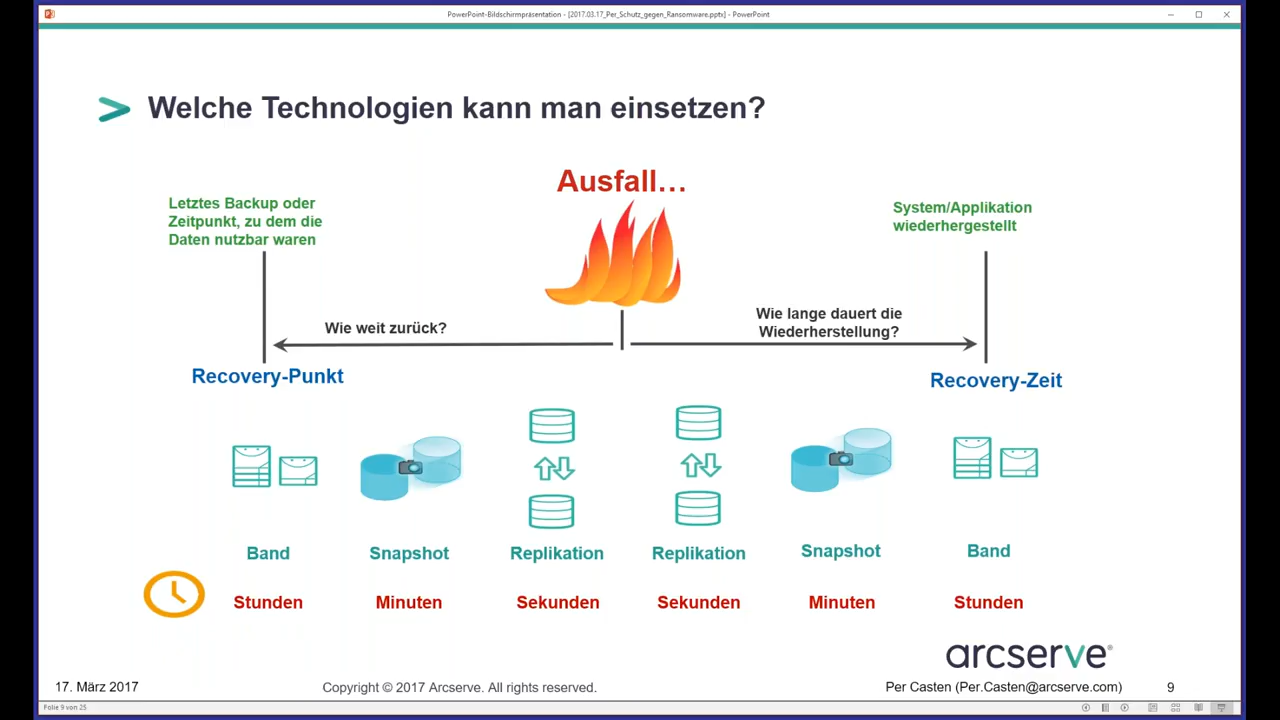 PowerPoint-Bildschirmpräsentation - [2017.03.17_Per_Schutz_gegen_Ransomware.pptx] - PowerPoint
> Welche Technologien kann man einsetzen?
Ausfall…
Letztes Backup oder
Zeitpunkt, zu dem die
Daten nutzbar waren
System/Applikation
wiederhergestellt
Wie weit zurück?
Wie lange dauert die
Wiederherstellung?
Recovery-Punkt
Recovery-Zeit
Band Snapshot Replikation Replikation Snapshot Band
Stunden Minuten Sekunden Sekunden Minuten Stunden
arcserve®
17. März 2017 Copyright © 2017 Arcserve. All rights reserved. Per Casten (Per.Casten@arcserve.com) 9
Folie 9 von 25